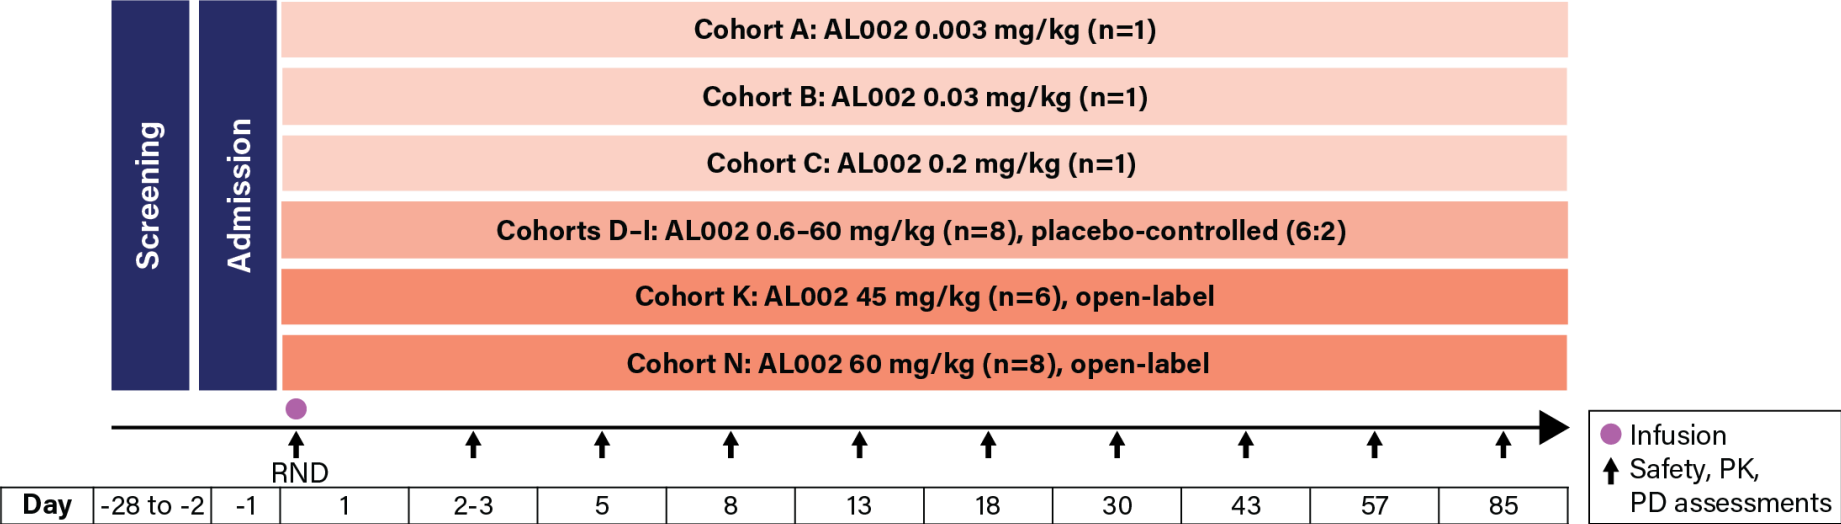 Screening
Admission
Cohort A: AL002 0.003 mg/kg (n=1)
Cohort B: AL002 0.03 mg/kg (n=1)
Cohort C: AL002 0.2 mg/kg (n=1)
Cohorts D–I: AL002 0.6–60 mg/kg (n=8), placebo-controlled (6:2)
Cohort K: AL002 45 mg/kg (n=6), open-label
Cohort N: AL002 60 mg/kg (n=8), open-label
RND
Day -28 to -2 -1 1 2-3 5 8 13 18 30 43 57 85
Infusion
Safety, PK,
PD assessments